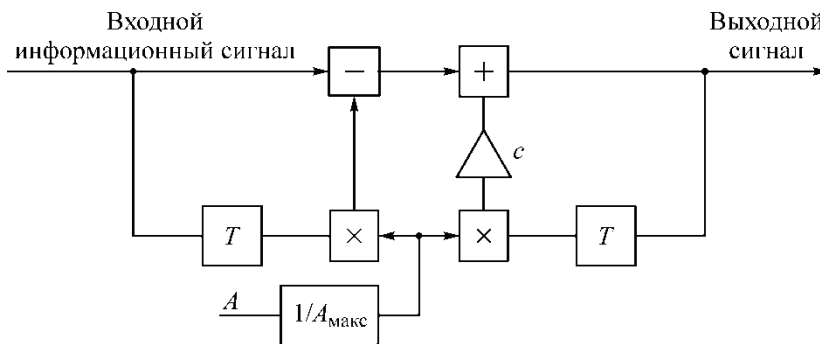 Входной
информационный сигнал
Выходной
сигнал
−
+
c
T
×
×
T
A
1/Aмакс